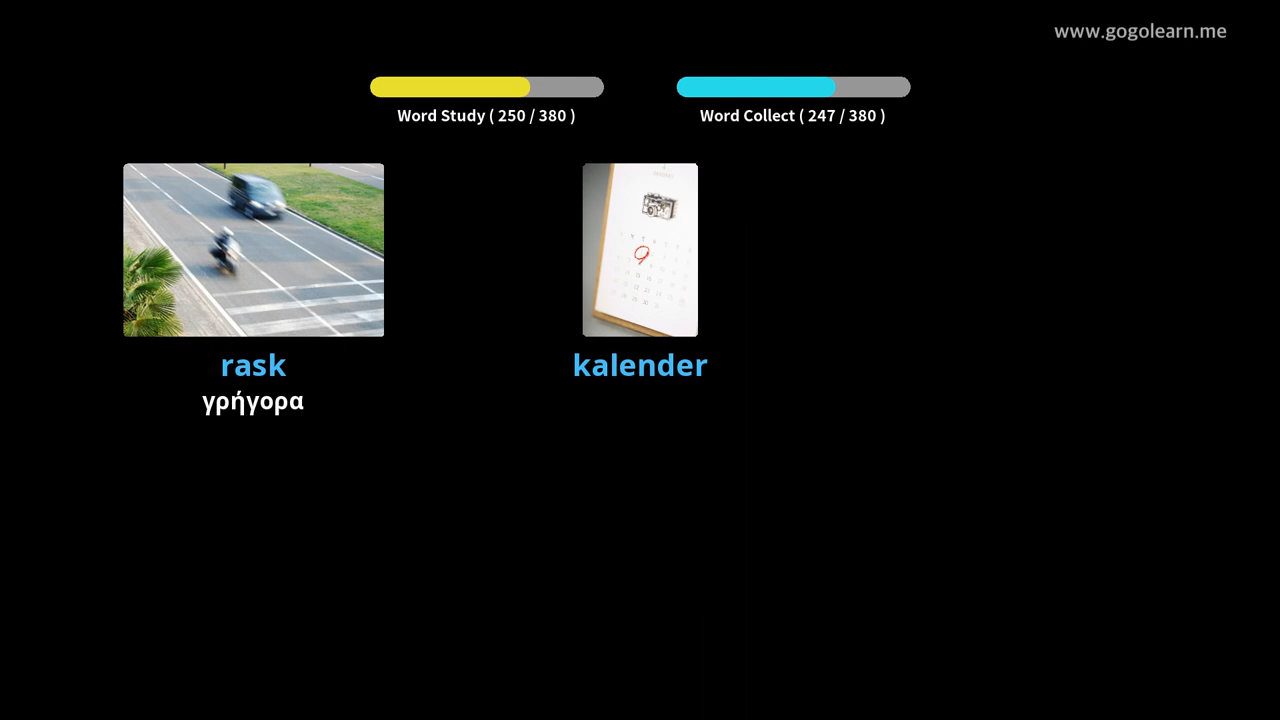 www.gogolearn.me
Word Study ( 250 / 380 )
Word Collect ( 247 / 380 )
rask
kalender
γρήγορα